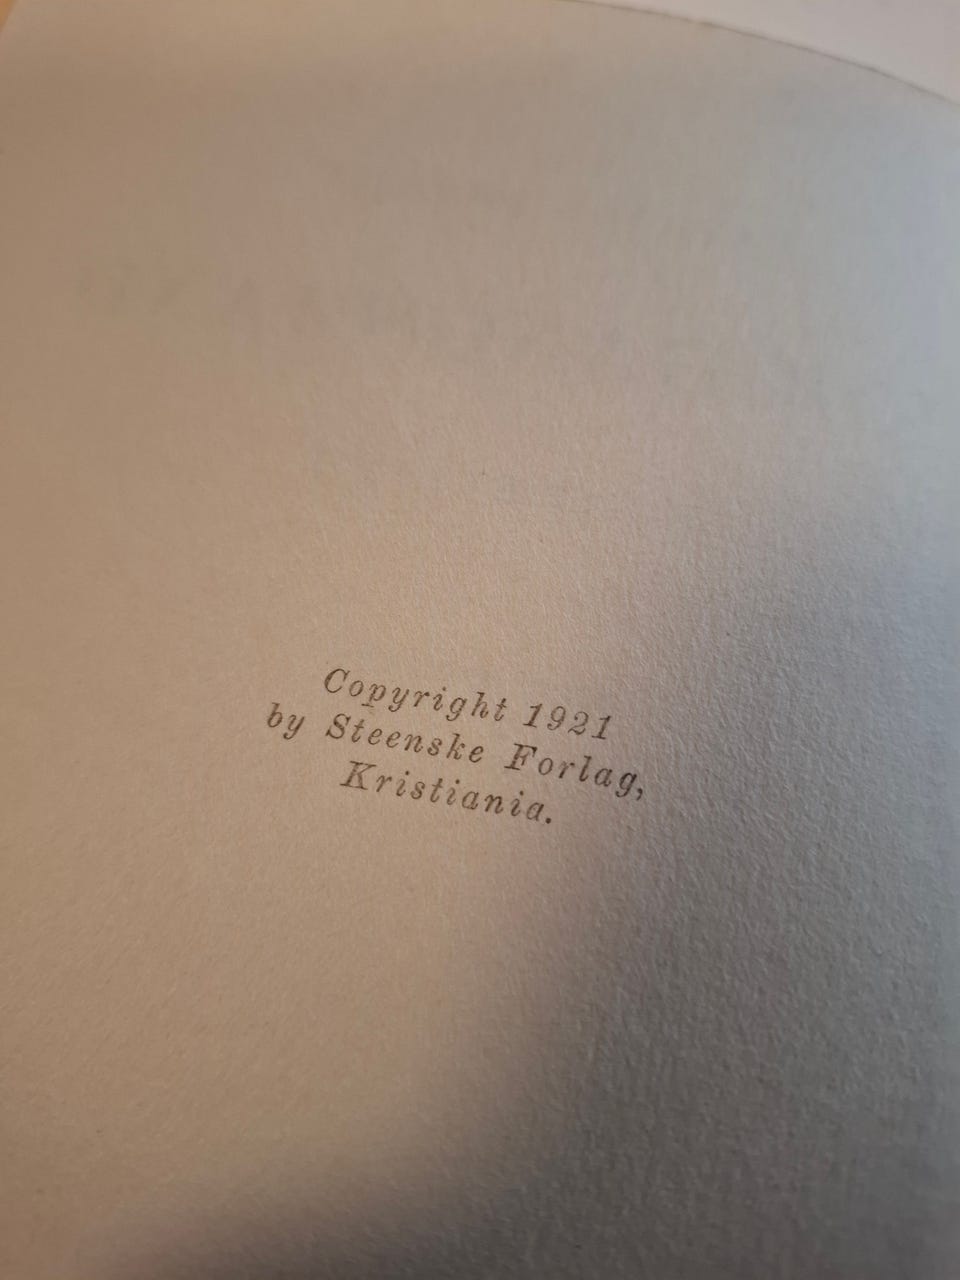 Copyright 1921
by Steenske Forlag,
Kristiania.